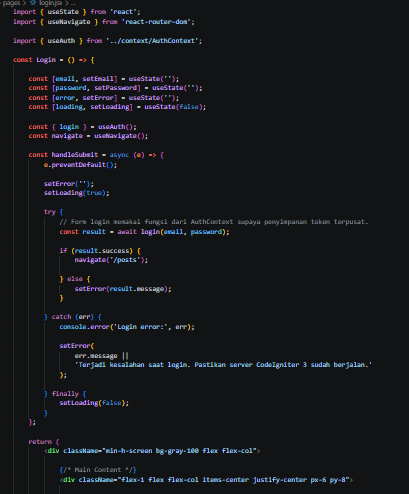 pages > login.jsx > ...
import { useState } from 'react';
import { useNavigate } from 'react-router-dom';
import { useAuth } from '../context/AuthContext';
const Login = () => {
const [email, setEmail] = useState('');
const [password, setPassword] = useState('');
const [error, setError] = useState('');
const [loading, setLoading] = useState(false);
const { login } = useAuth();
const navigate = useNavigate();
const handleSubmit = async (e) => {
e.preventDefault();
setError('');
setLoading(true);
try {
// Form login memakai fungsi dari AuthContext supaya penyimpanan token terpusat.
const result = await login(email, password);
if (result.success) {
navigate('/posts');
} else {
setError(result.message);
}
} catch (err) {
console.error('Login error:', err);
setError(
err.message ||
'Terjadi kesalahan saat login. Pastikan server CodeIgniter 3 sudah berjalan.'
);
} finally {
setLoading(false);
}
};
return (
<div className="min-h-screen bg-gray-100 flex flex-col">
{/* Main Content */}
<div className="flex-1 flex flex-col items-center justify-center px-6 py-8">